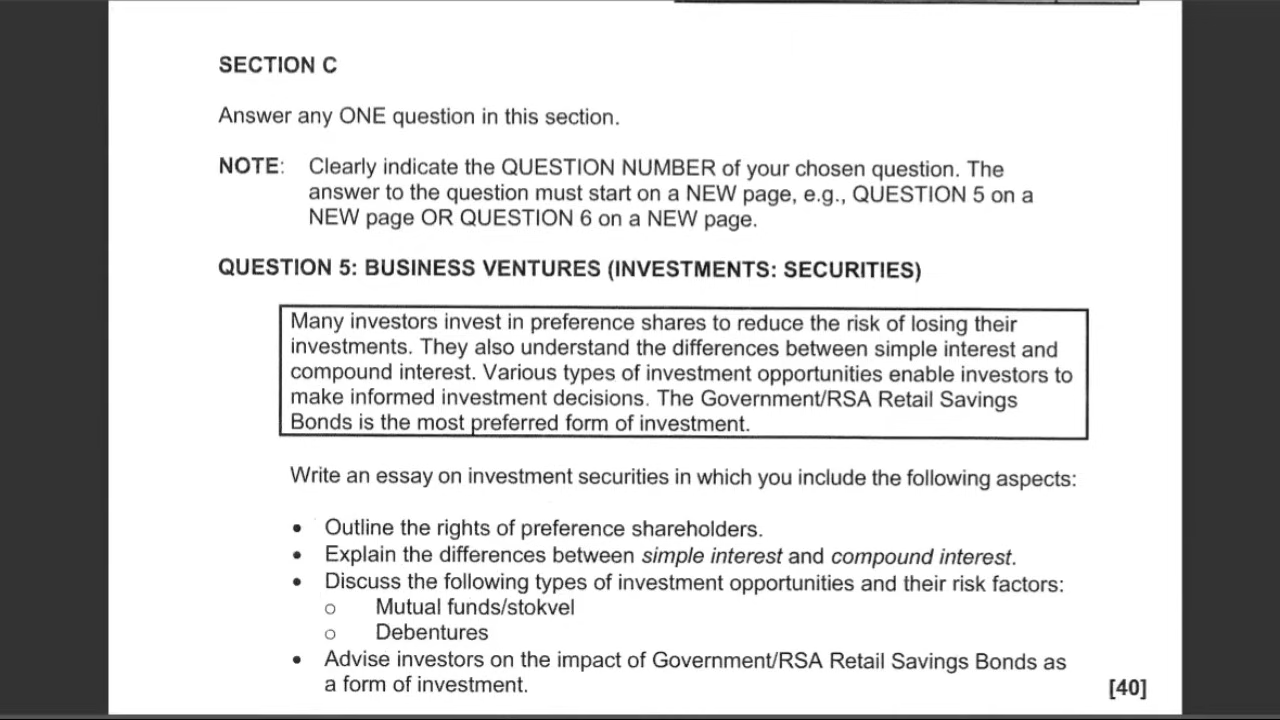 SECTION C
Answer any ONE question in this section.
NOTE: Clearly indicate the QUESTION NUMBER of your chosen question. The
answer to the question must start on a NEW page, e.g., QUESTION 5 on a
NEW page OR QUESTION 6 on a NEW page.
QUESTION 5: BUSINESS VENTURES (INVESTMENTS: SECURITIES)
Many investors invest in preference shares to reduce the risk of losing their
investments. They also understand the differences between simple interest and
compound interest. Various types of investment opportunities enable investors to
make informed investment decisions. The Government/RSA Retail Savings
Bonds is the most preferred form of investment.
Write an essay on investment securities in which you include the following aspects:
• Outline the rights of preference shareholders.
• Explain the differences between simple interest and compound interest.
• Discuss the following types of investment opportunities and their risk factors:
o Mutual funds/stokvel
o Debentures
• Advise investors on the impact of Government/RSA Retail Savings Bonds as
a form of investment.
[40]